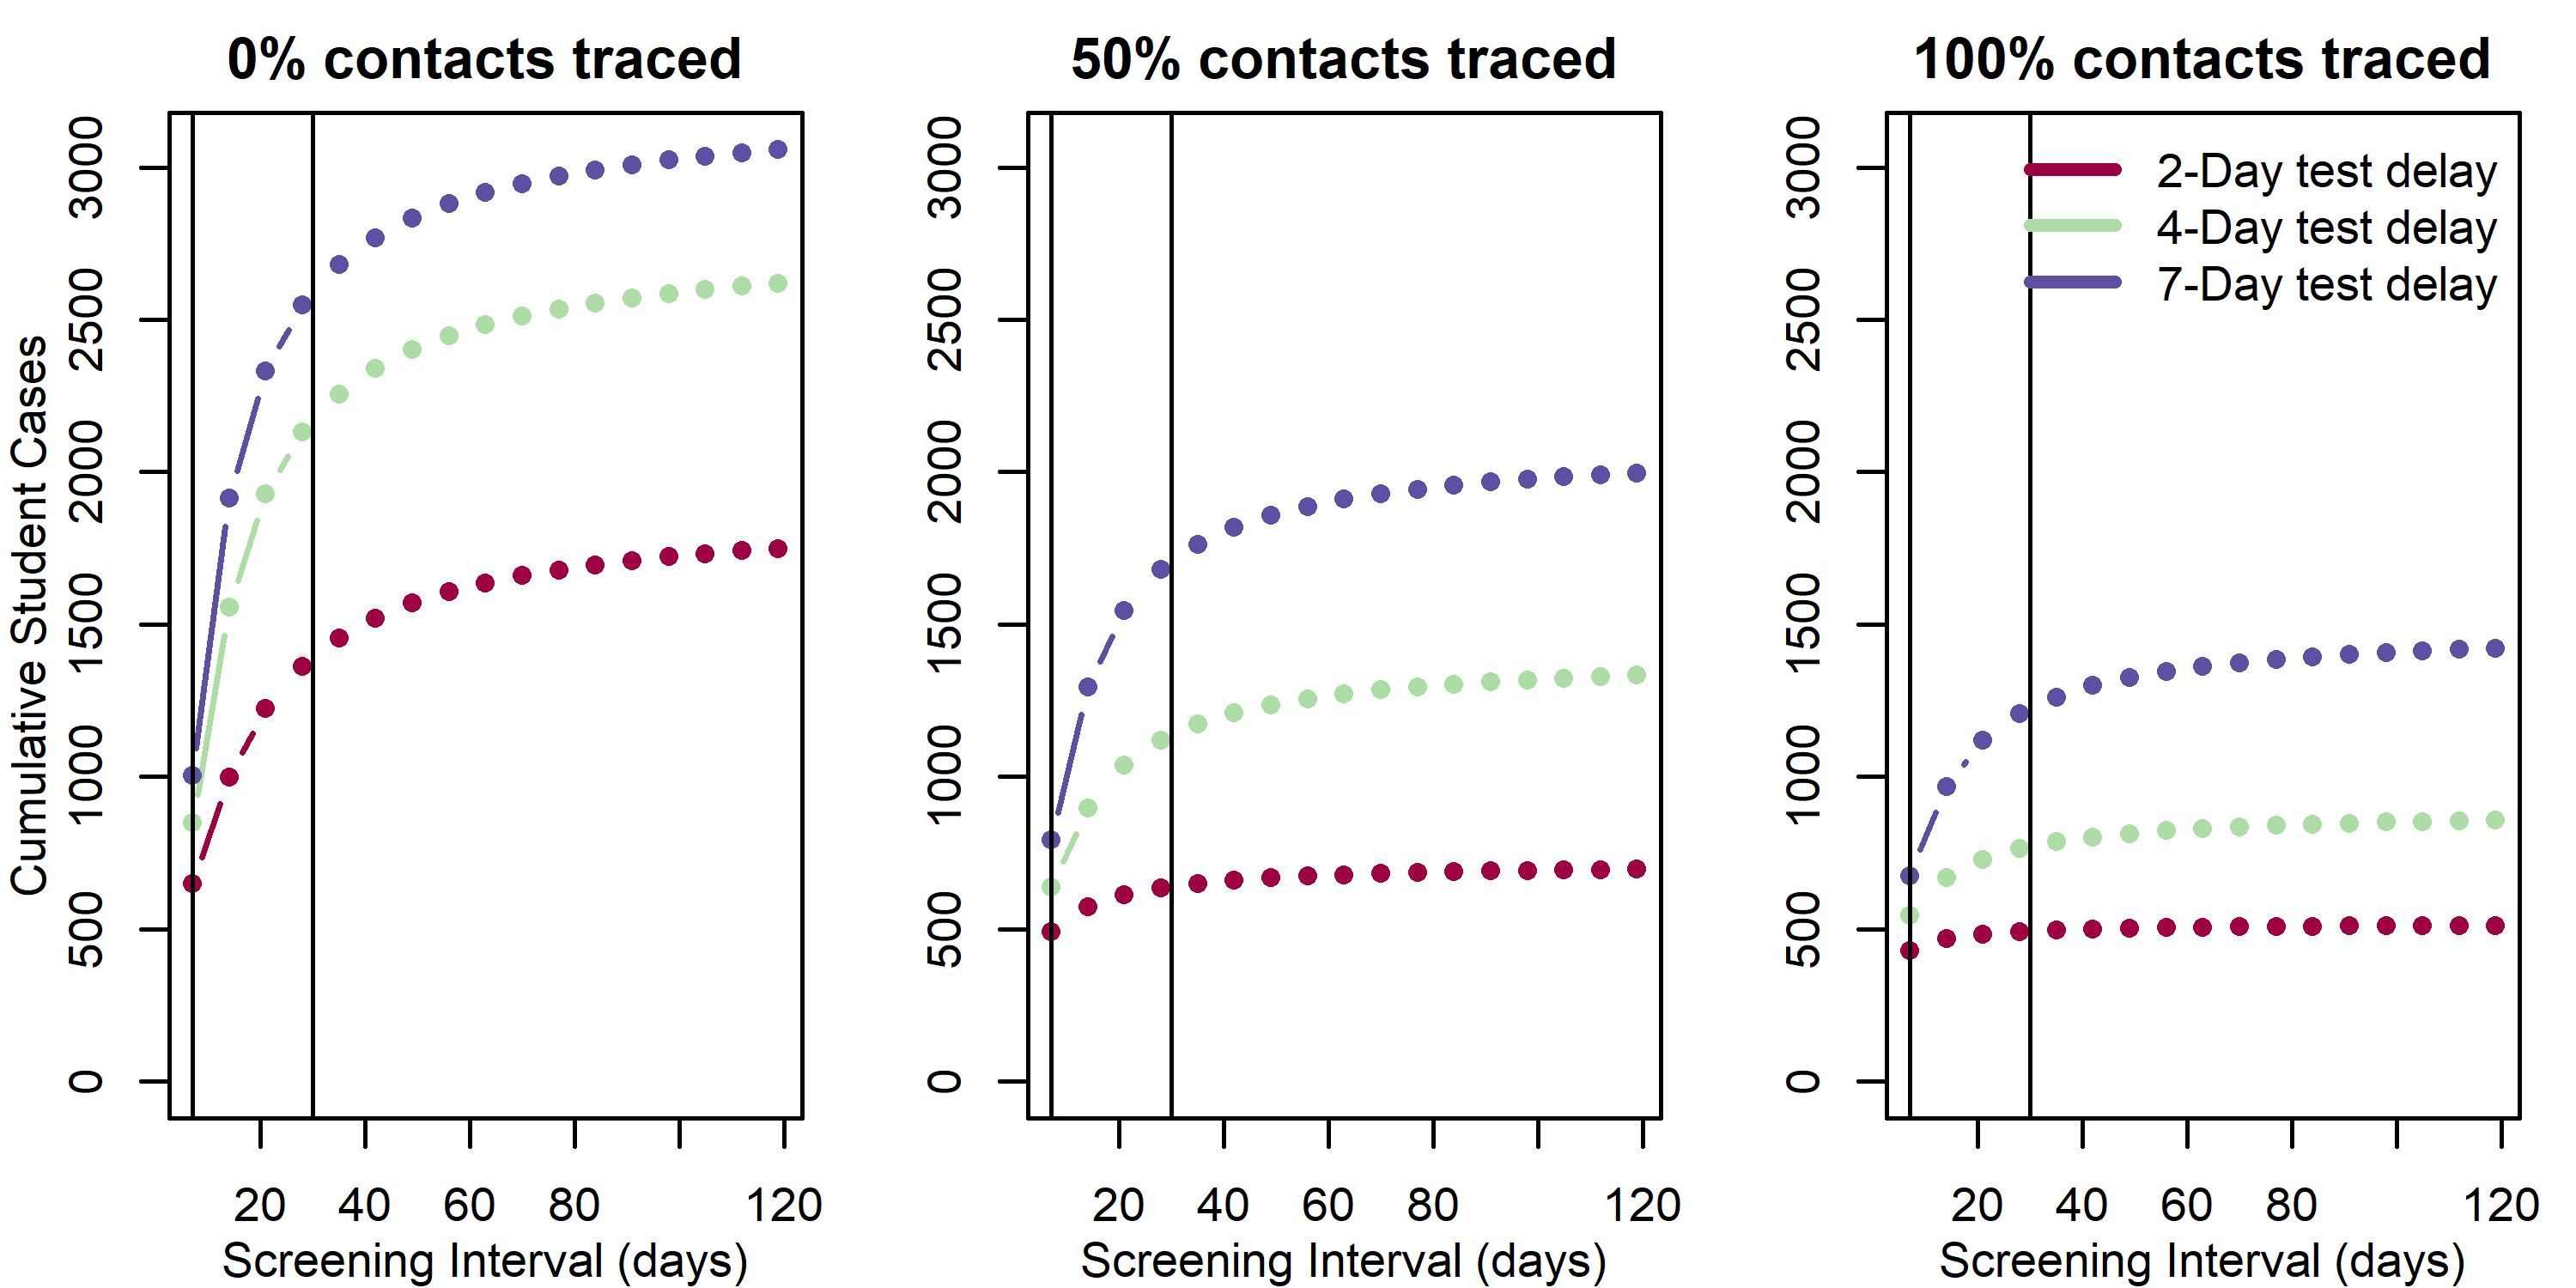 0% contacts traced
50% contacts traced
100% contacts traced
Cumulative Student Cases
3000
2500
2000
1500
1000
500
0
20 40 60 80 120
Screening Interval (days)
3000
2500
2000
1500
1000
500
0
20 40 60 80 120
Screening Interval (days)
3000
2500
2000
1500
1000
500
0
2-Day test delay
4-Day test delay
7-Day test delay
20 40 60 80 120
Screening Interval (days)